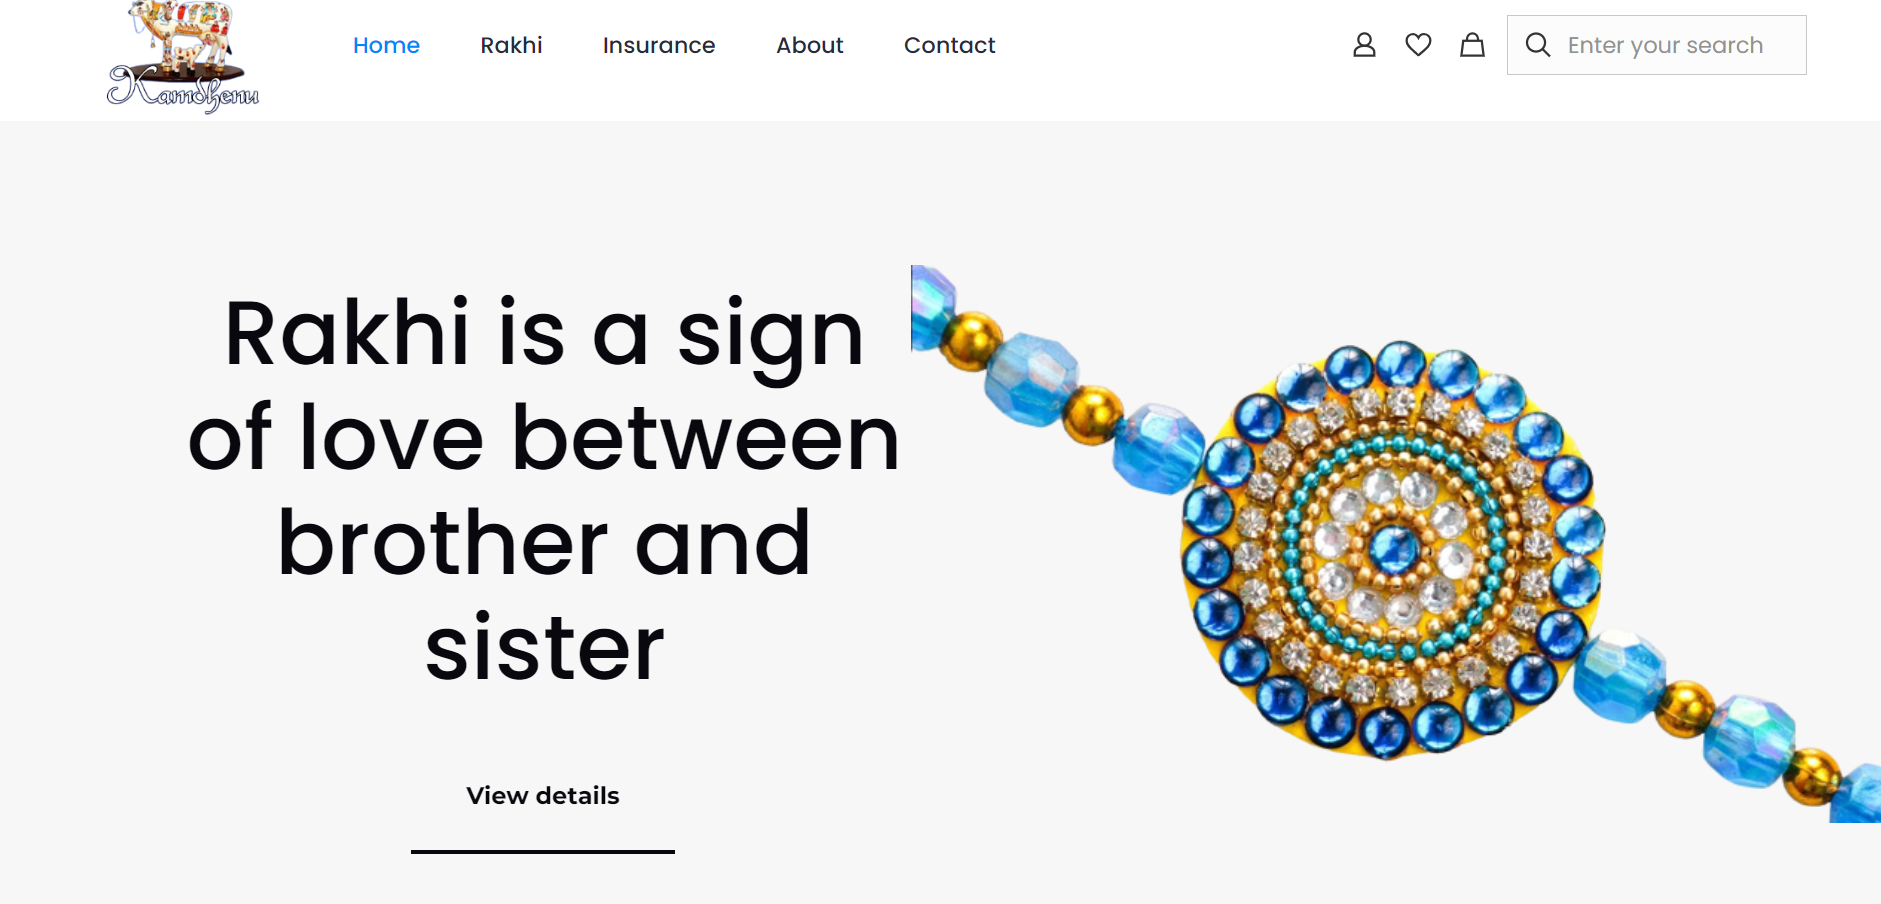 Kamdhenu
Home Rakhi Insurance About Contact
Enter your search
Rakhi is a sign
of love between
brother and
sister
View details